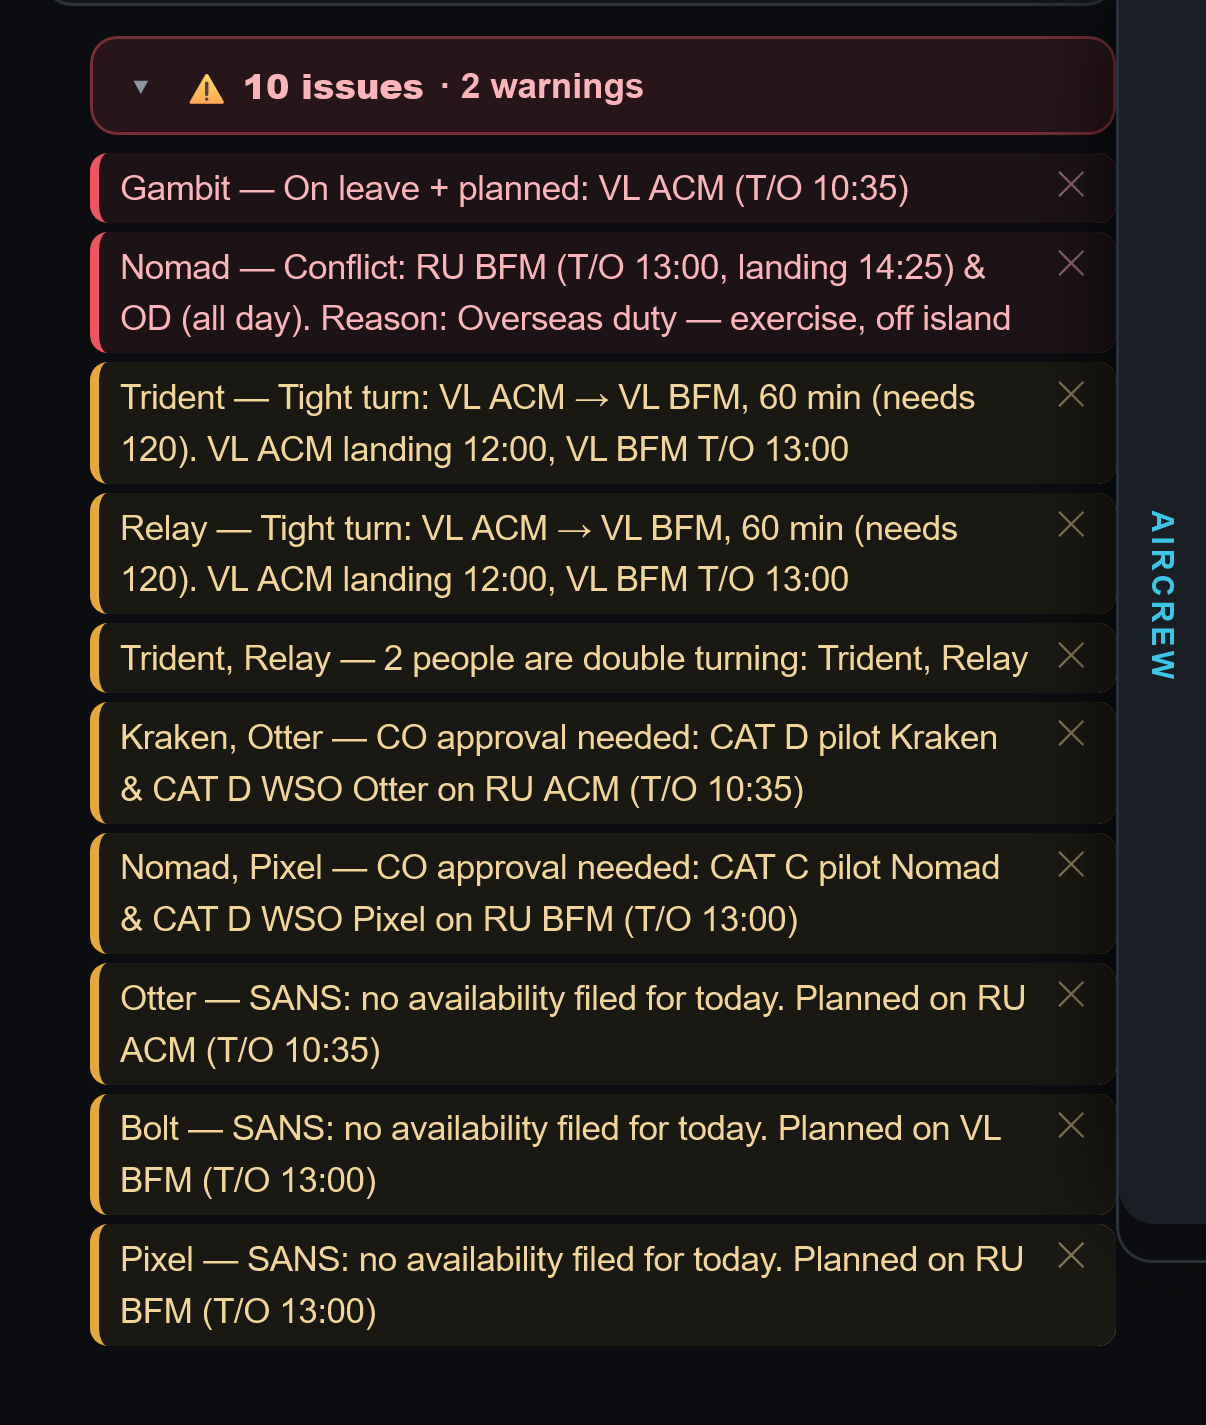 ▼ ⚠️ 10 issues · 2 warnings
Gambit — On leave + planned: VL ACM (T/O 10:35)
Nomad — Conflict: RU BFM (T/O 13:00, landing 14:25) &
OD (all day). Reason: Overseas duty — exercise, off island
Trident — Tight turn: VL ACM → VL BFM, 60 min (needs
120). VL ACM landing 12:00, VL BFM T/O 13:00
Relay — Tight turn: VL ACM → VL BFM, 60 min (needs
120). VL ACM landing 12:00, VL BFM T/O 13:00
Trident, Relay — 2 people are double turning: Trident, Relay
Kraken, Otter — CO approval needed: CAT D pilot Kraken
& CAT D WSO Otter on RU ACM (T/O 10:35)
Nomad, Pixel — CO approval needed: CAT C pilot Nomad
& CAT D WSO Pixel on RU BFM (T/O 13:00)
Otter — SANS: no availability filed for today. Planned on RU
ACM (T/O 10:35)
Bolt — SANS: no availability filed for today. Planned on VL
BFM (T/O 13:00)
Pixel — SANS: no availability filed for today. Planned on RU
BFM (T/O 13:00)
AIRCREW